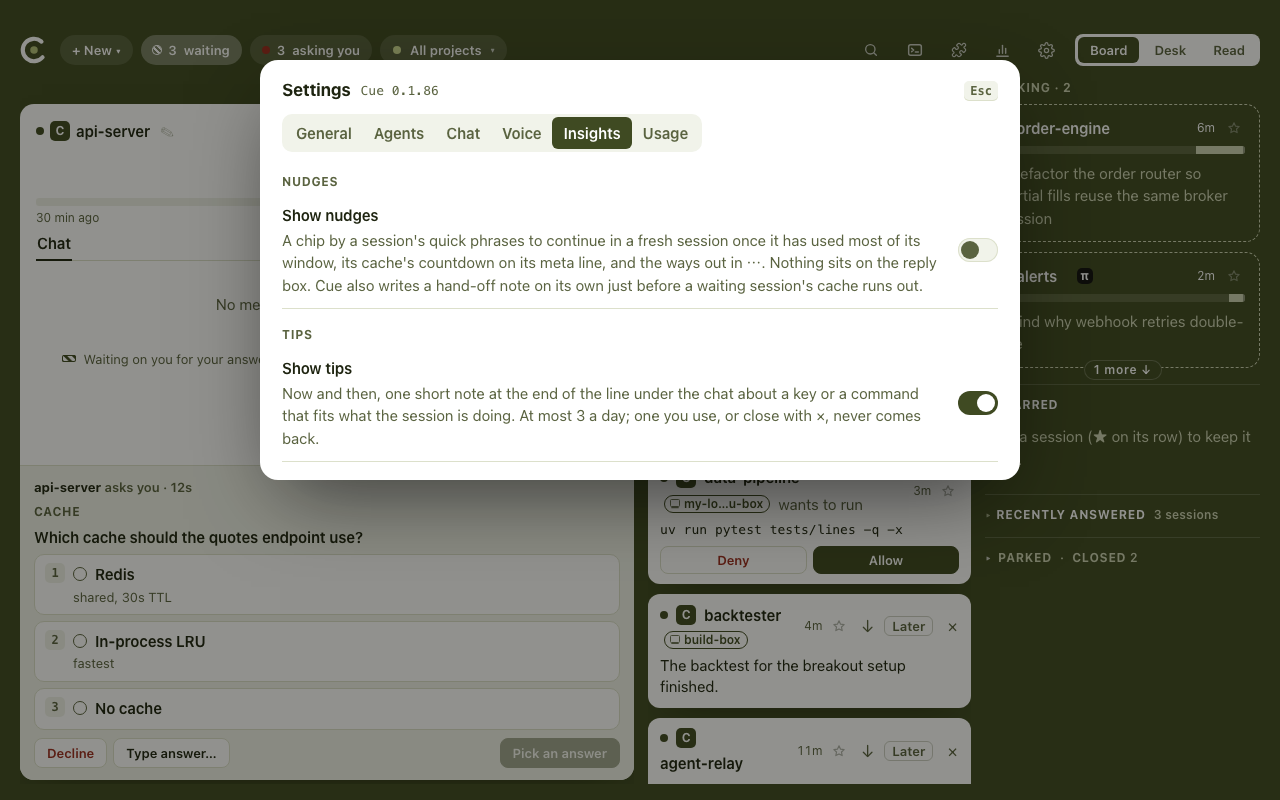 + New ▾
3 waiting
3 asking you
All projects ▾
Board
Desk
Read
Settings Cue 0.1.86
Esc
General
Agents
Chat
Voice
Insights
Usage
NUDGES
Show nudges
A chip by a session's quick phrases to continue in a fresh session once it has used most of its
window, its cache's countdown on its meta line, and the ways out in ···. Nothing sits on the reply
box. Cue also writes a hand-off note on its own just before a waiting session's cache runs out.
TIPS
Show tips
Now and then, one short note at the end of the line under the chat about a key or a command
that fits what the session is doing. At most 3 a day; one you use, or close with ×, never comes
back.
C api-server
30 min ago
Chat
No me
Waiting on you for your answe
api-server asks you · 12s
CACHE
Which cache should the quotes endpoint use?
1 Redis
shared, 30s TTL
2 In-process LRU
fastest
3 No cache
Decline
Type answer...
Pick an answer
3m
my-lo...u-box wants to run
uv run pytest tests/lines -q -x
Deny
Allow
C backtester
4m
Later
×
build-box
The backtest for the breakout setup
finished.
C
11m
Later
×
agent-relay
KING · 2
order-engine
6m
efactor the order router so
rtial fills reuse the same broker
ssion
alerts π
2m
ind why webhook retries double-
1 more ↓
RRED
a session (★ on its row) to keep it
RECENTLY ANSWERED 3 sessions
PARKED · CLOSED 2